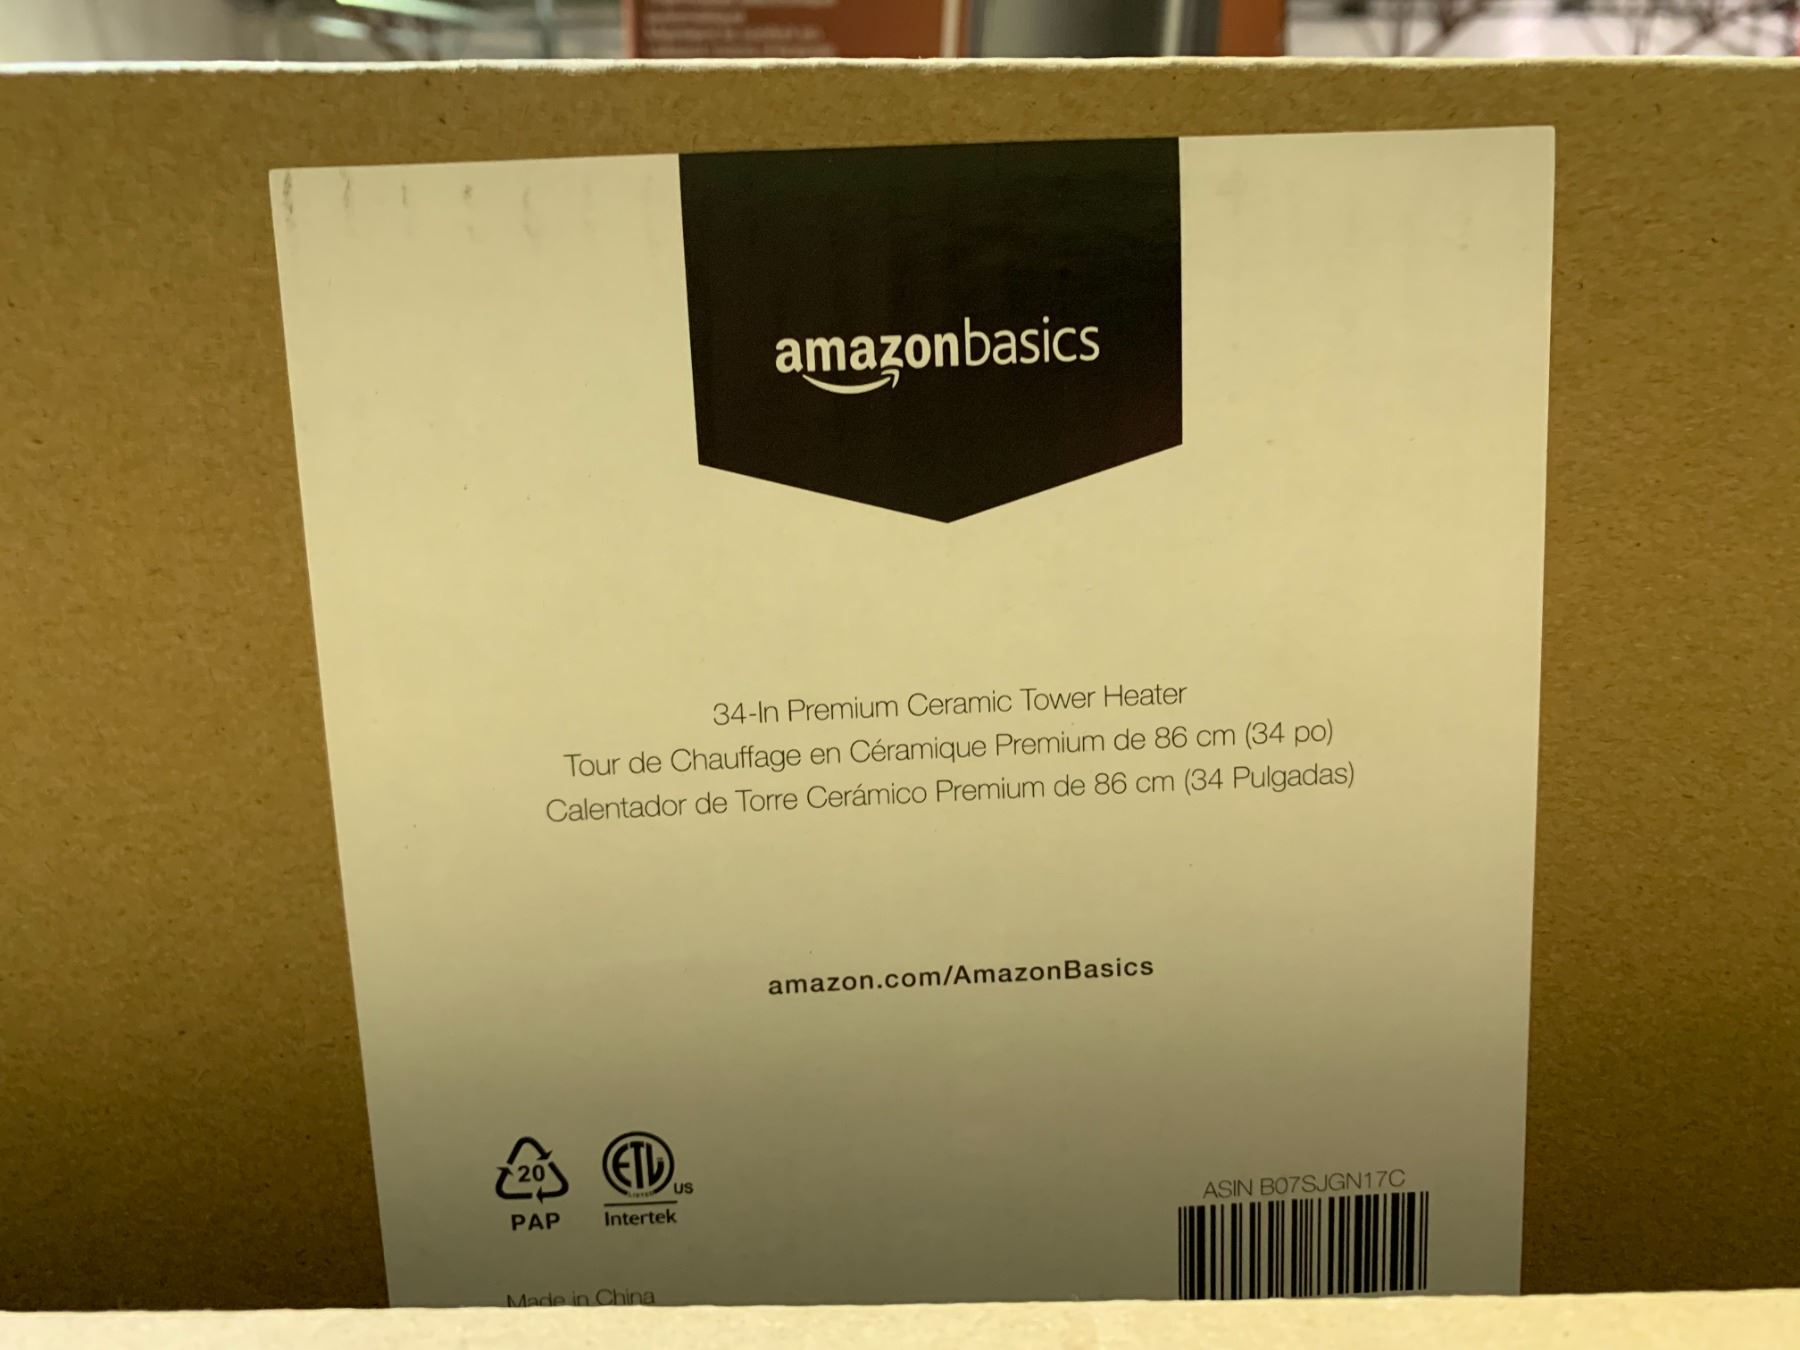 amazonbasics
34-In Premium Ceramic Tower Heater
Tour de Chauffage en Céramique Premium de 86 cm (34 po)
Calentador de Torre Cerámico Premium de 86 cm (34 Pulgadas)
amazon.com/AmazonBasics
20
PAP
ETL
LISTED
US
Intertek
ASIN B07SJGN17C
Made in China